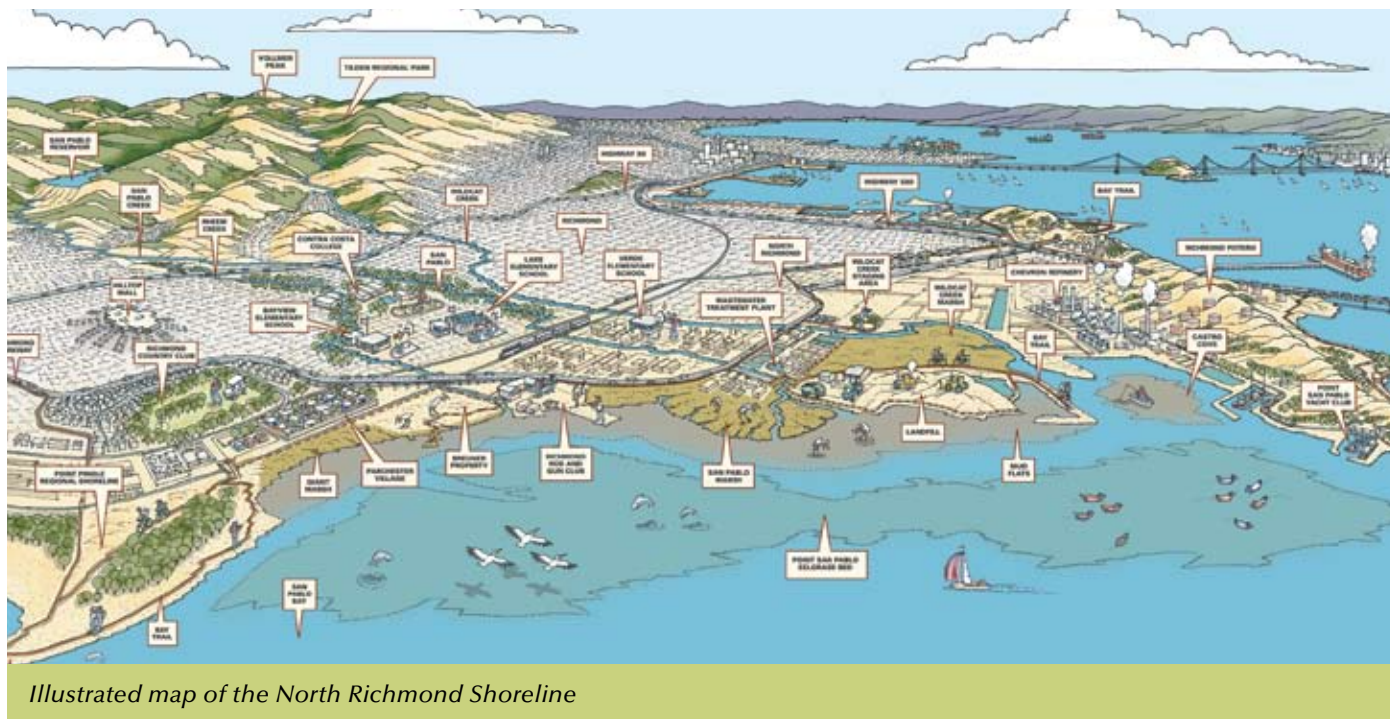 VOLLMER
PEAK
TILDEN REGIONAL PARK
SAN PABLO
RESERVOIR
HIGHWAY 80
SAN
PABLO
CREEK
WILDCAT
CREEK
HIGHWAY 580
BAY TRAIL
RHEEM
CREEK
CONTRA COSTA
COLLEGE
RICHMOND
SAN
PABLO
LAKE
ELEMENTARY
SCHOOL
VERDE
ELEMENTARY
SCHOOL
NORTH
RICHMOND
WILDCAT
CREEK
STAGING
AREA
CHEVRON REFINERY
RICHMOND POTERO
HILLTOP
MALL
WILDCAT
CREEK
MARSH
BAYVIEW
ELEMENTARY
SCHOOL
WASTEWATER
TREATMENT PLANT
BAY
TRAIL
CASTRO
COVE
RICHMOND
COUNTRY CLUB
POINT
SAN PABLO
YACHT CLUB
LANDFILL
POINT PINOLE
REGIONAL SHORELINE
GIANT
MARSH
PARCHESTER
VILLAGE
BREUNER
PROPERTY
RICHMOND
ROD AND
GUN CLUB
SAN PABLO
MARSH
MUD
FLATS
POINT SAN PABLO
EELGRASS BED
SAN
PABLO
BAY
BAY
TRAIL
Illustrated map of the North Richmond Shoreline